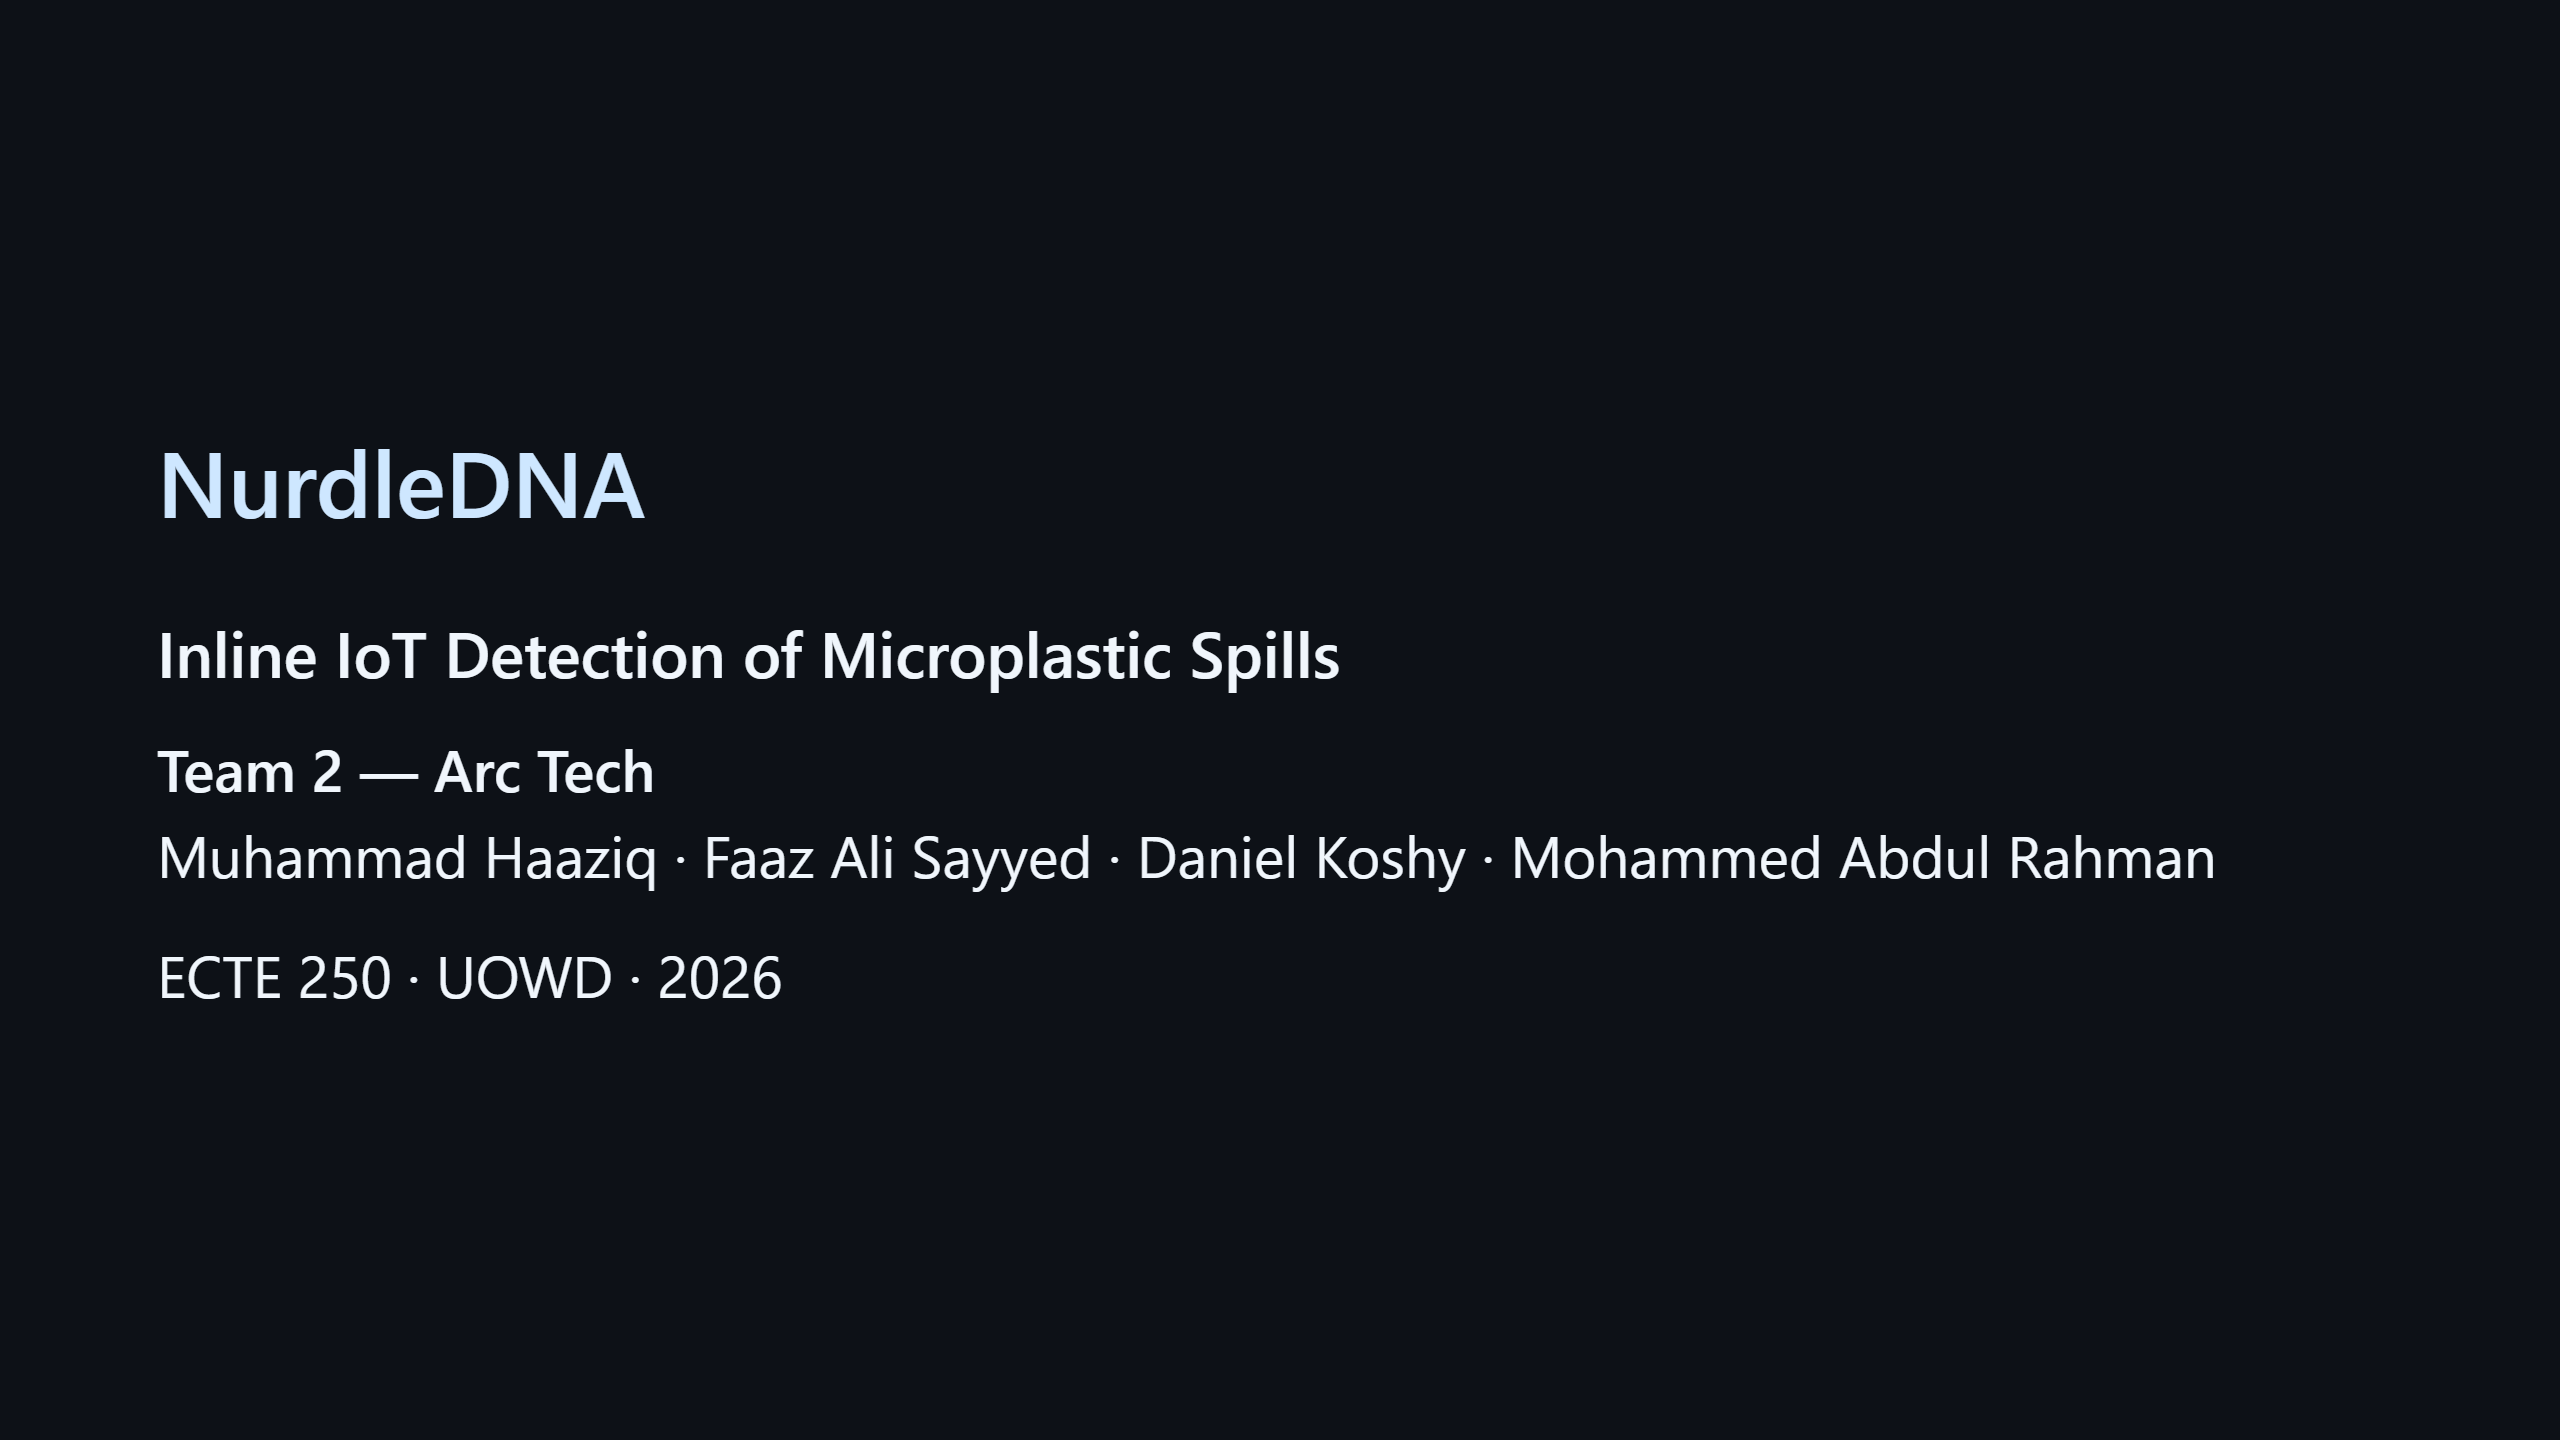 NurdleDNA
Inline IoT Detection of Microplastic Spills
Team 2 — Arc Tech
Muhammad Haaziq · Faaz Ali Sayyed · Daniel Koshy · Mohammed Abdul Rahman
ECTE 250 · UOWD · 2026